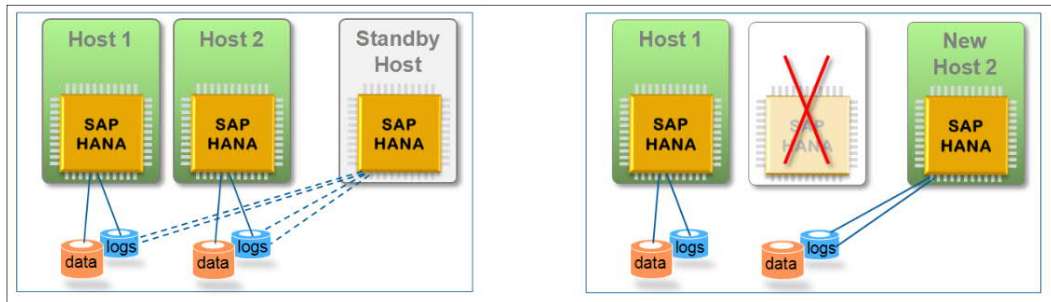 Host 1
Host 2
Standby
Host
SAP
HANA
SAP
HANA
SAP
HANA
logs
data
logs
data
Host 1
New
Host 2
SAP
HANA
SAP
HANA
SAP
HANA
logs
data
logs
data